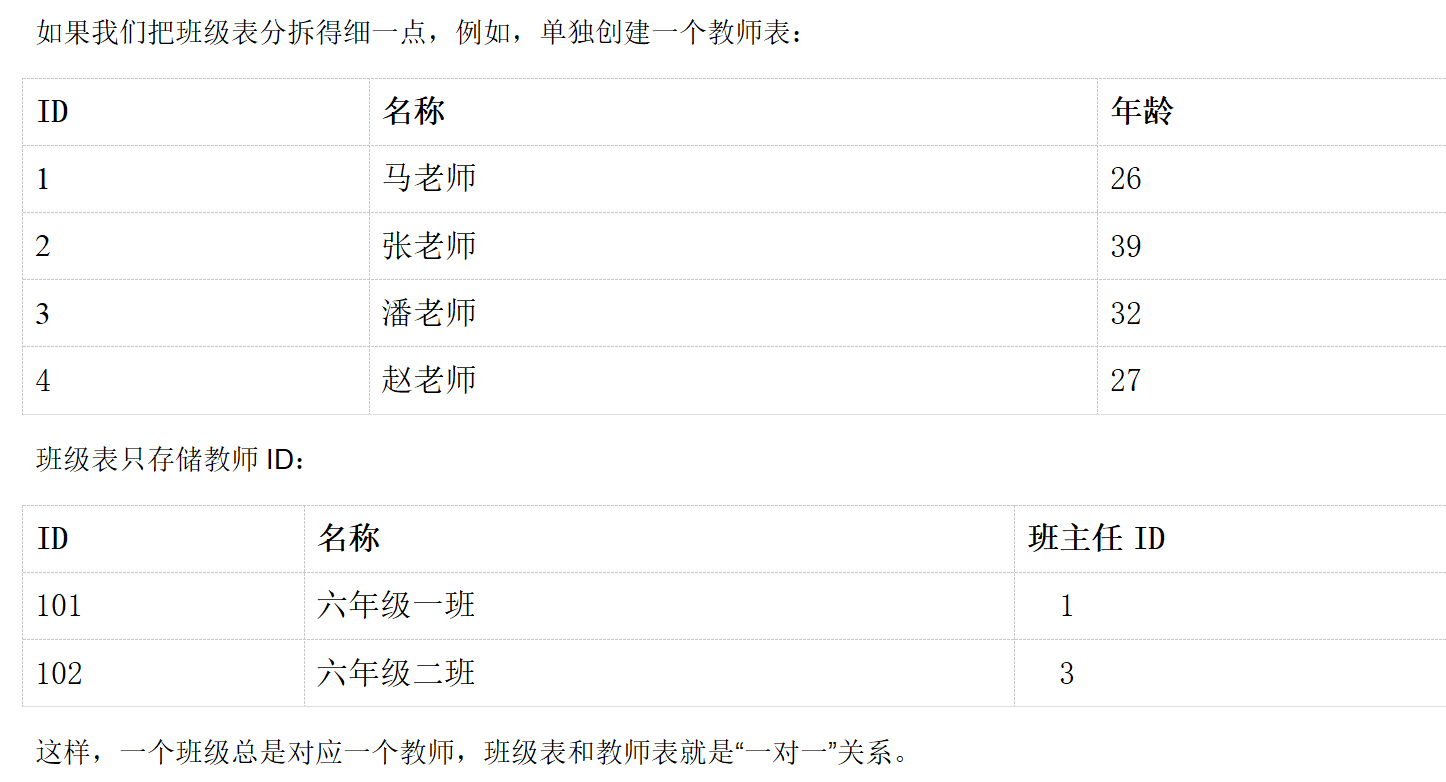 如果我们把班级表分拆得细一点，例如，单独创建一个教师表：
ID 名称 年龄
1 马老师 26
2 张老师 39
3 潘老师 32
4 赵老师 27
班级表只存储教师 ID：
ID 名称 班主任 ID
101 六年级一班 1
102 六年级二班 3
这样，一个班级总是对应一个教师，班级表和教师表就是“一对一”关系。